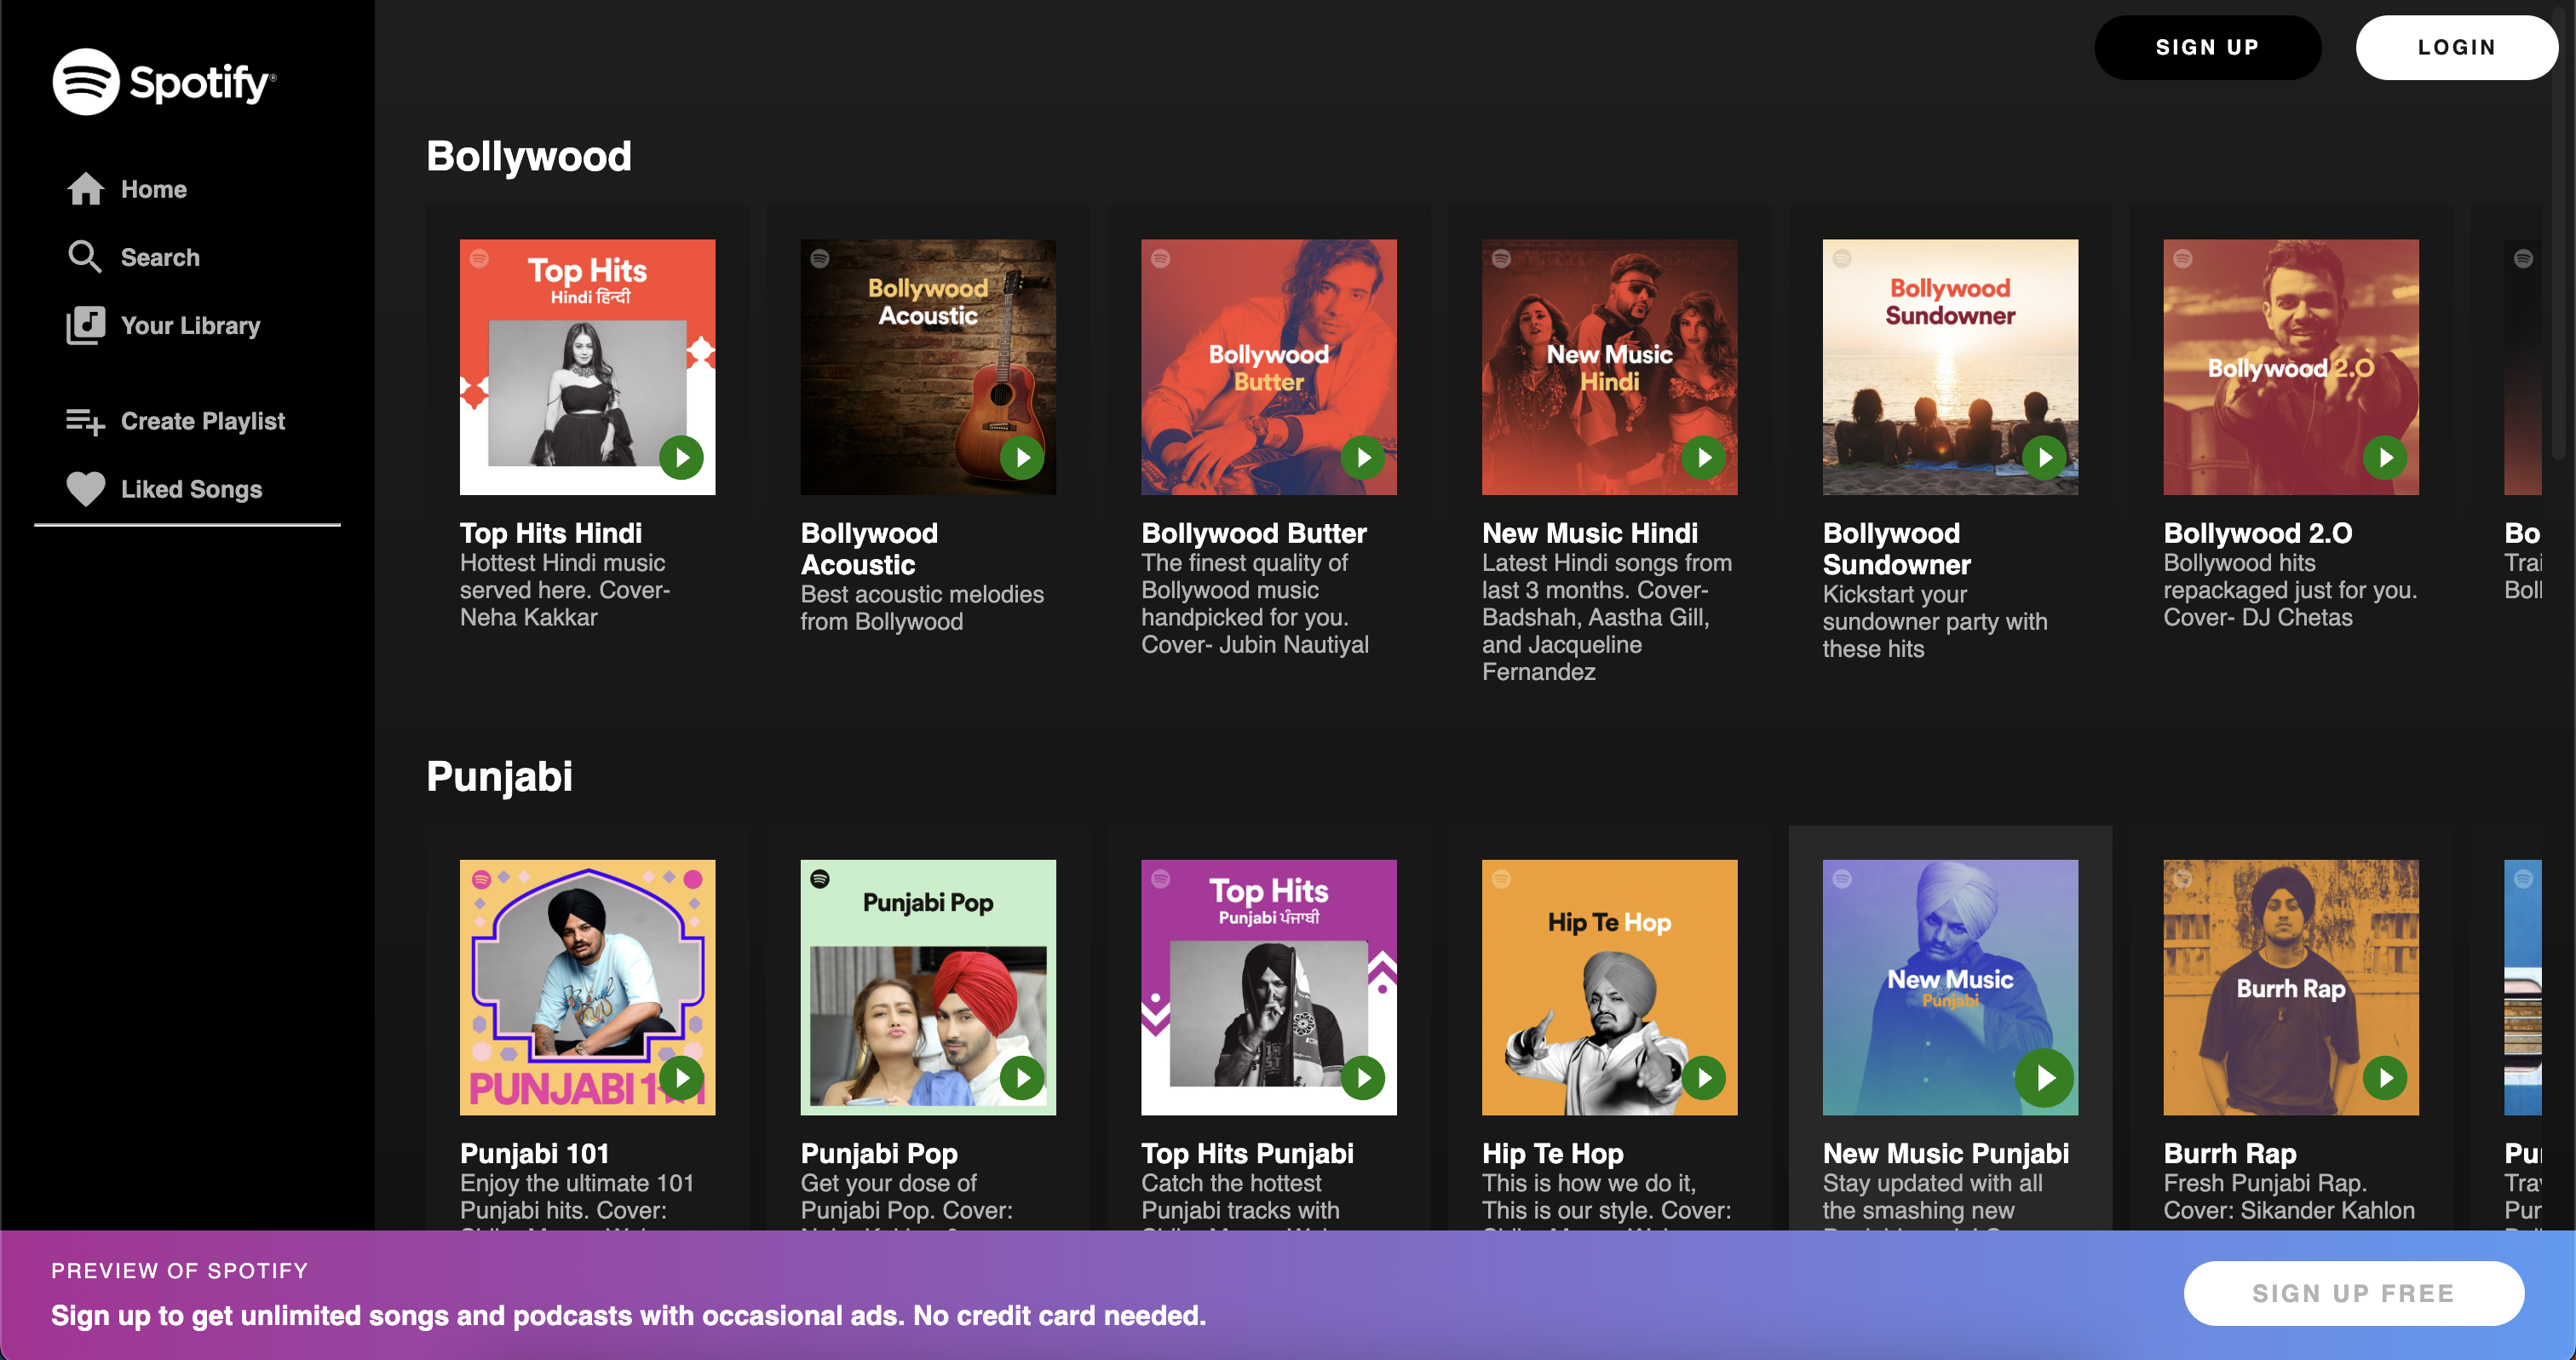 Spotify®
Home
Search
Your Library
Create Playlist
Liked Songs
SIGN UP
LOGIN
Bollywood
Top Hits
Hindi हिन्दी
Top Hits Hindi
Hottest Hindi music
served here. Cover-
Neha Kakkar
Bollywood
Acoustic
Bollywood
Acoustic
Best acoustic melodies
from Bollywood
Bollywood
Butter
Bollywood Butter
The finest quality of
Bollywood music
handpicked for you.
Cover- Jubin Nautiyal
New Music
Hindi
New Music Hindi
Latest Hindi songs from
last 3 months. Cover-
Badshah, Aastha Gill,
and Jacqueline
Fernandez
Bollywood
Sundowner
Bollywood
Sundowner
Kickstart your
sundowner party with
these hits
Bollywood 2.O
Bollywood 2.O
Bollywood hits
repackaged just for you.
Cover- DJ Chetas
Bo
Trai
Boll
Punjabi
PUNJABI 1
Punjabi 101
Enjoy the ultimate 101
Punjabi hits. Cover:
Punjabi Pop
Punjabi Pop
Get your dose of
Punjabi Pop. Cover:
Top Hits
Punjabi ਪੰਜਾਬੀ
Top Hits Punjabi
Catch the hottest
Punjabi tracks with
Hip Te Hop
Hip Te Hop
This is how we do it,
This is our style. Cover:
New Music
Punjabi
New Music Punjabi
Stay updated with all
the smashing new
Burrh Rap
Burrh Rap
Fresh Punjabi Rap.
Cover: Sikander Kahlon
Pu
Tra
Pur
PREVIEW OF SPOTIFY
Sign up to get unlimited songs and podcasts with occasional ads. No credit card needed.
SIGN UP FREE